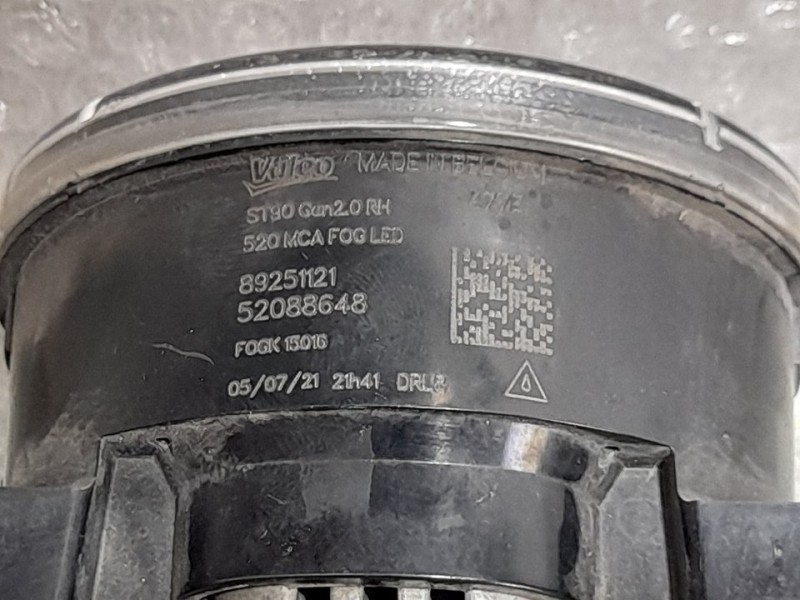 Valeo MADE IN BELGIUM
ST90 Gen2.0 RH
520 MCA FOG LED
89251121
52088648
FOGK 15016
05/07/21 21h41